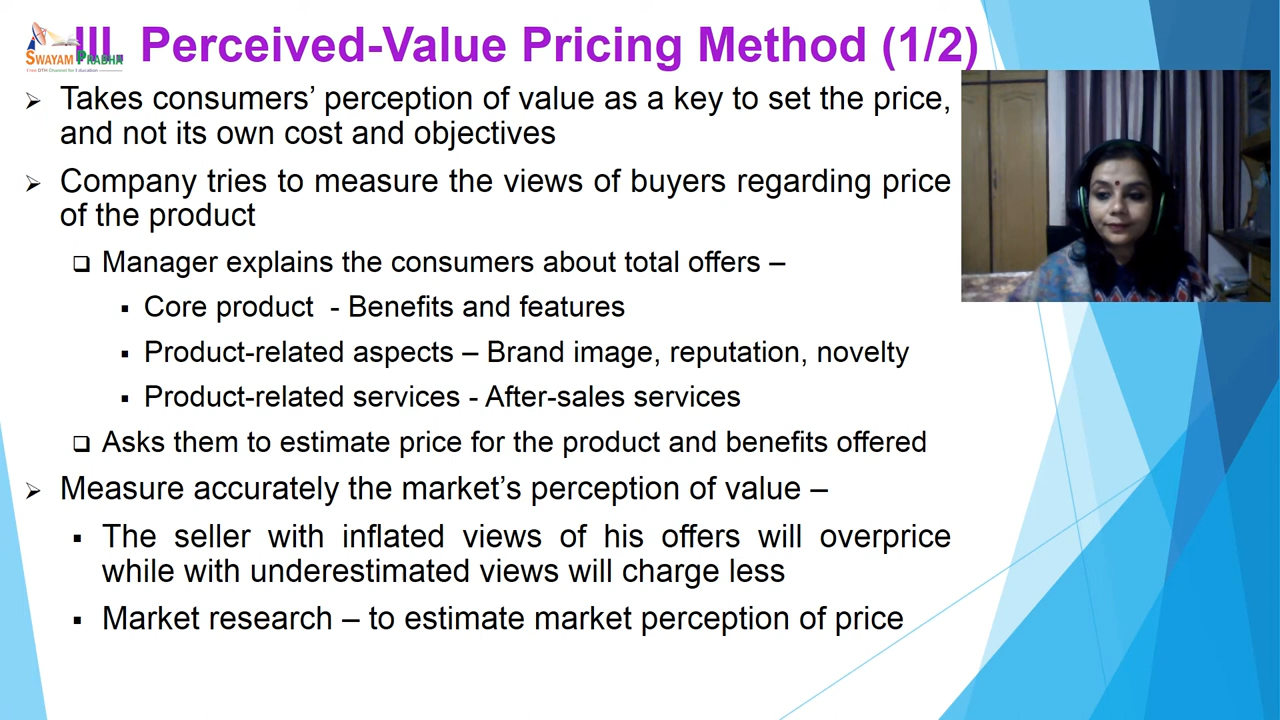 III. Perceived-Value Pricing Method (1/2)
SWAYAM PRABHA
Free DTH Channel for Education
Takes consumers’ perception of value as a key to set the price,
and not its own cost and objectives
Company tries to measure the views of buyers regarding price
of the product
Manager explains the consumers about total offers –
Core product - Benefits and features
Product-related aspects – Brand image, reputation, novelty
Product-related services - After-sales services
Asks them to estimate price for the product and benefits offered
Measure accurately the market’s perception of value –
The seller with inflated views of his offers will overprice
while with underestimated views will charge less
Market research – to estimate market perception of price